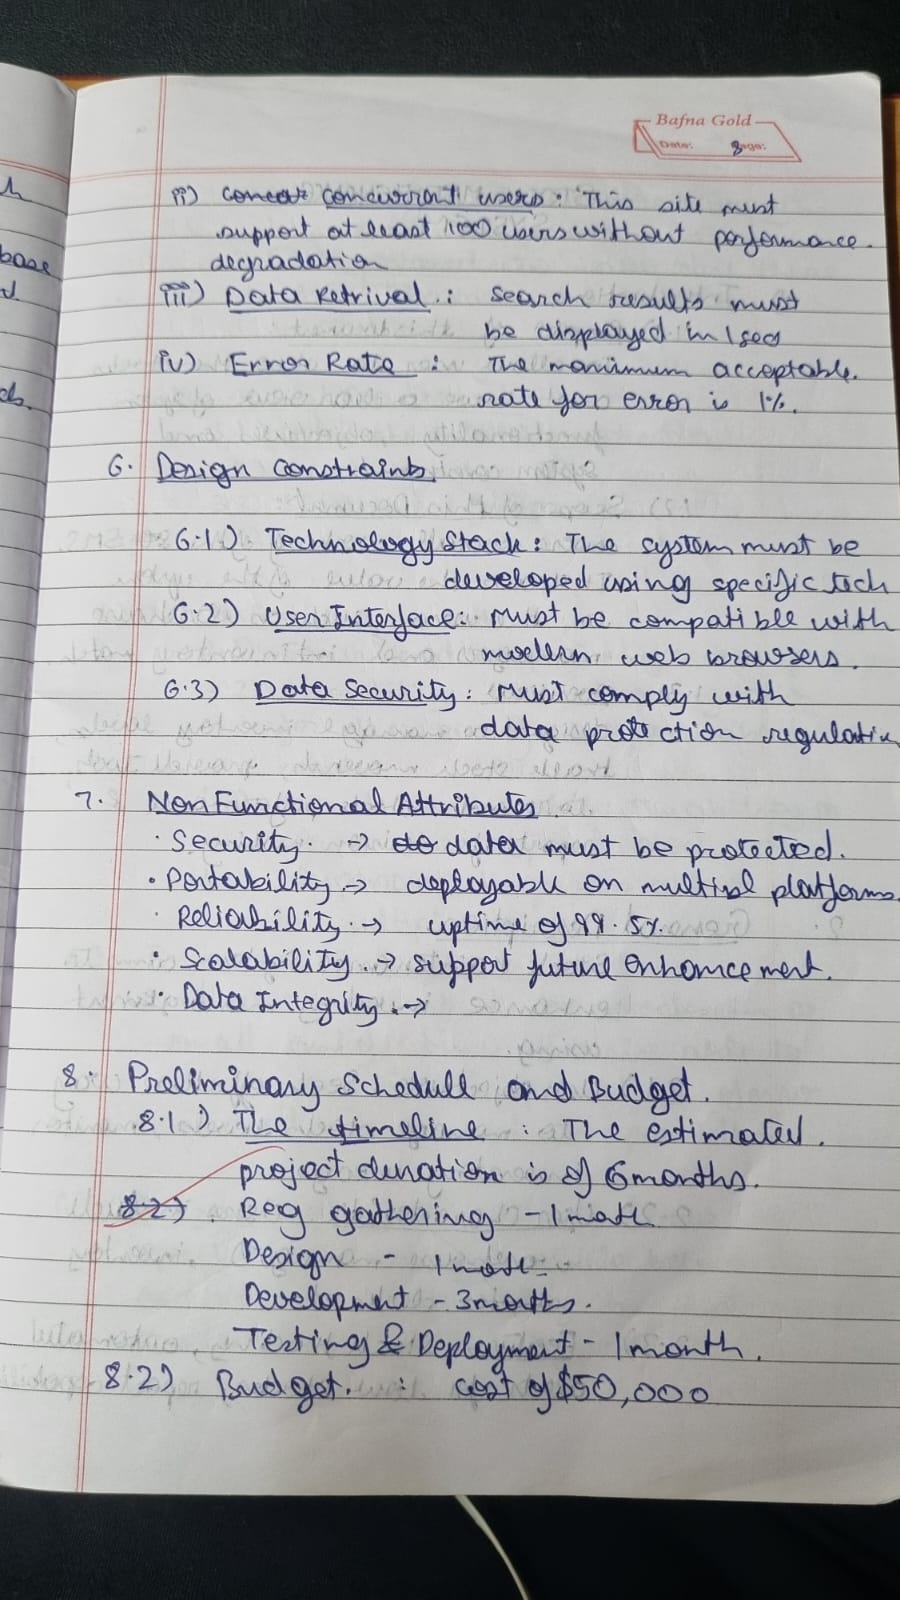 Bafna Gold
Date: 8 Page:
ii) concurrant users : This site must
support at least 100 users without performance.
degradation
iii) Data Retrival : search results must
be displayed in 1 sec
iv) Error Rate : The maximum acceptable.
rate for error is 1%.
6. Design Constraints
6.1) Technology Stack : The system must be
developed using specific tech
6.2) User Interface : Must be compatible with
modern web browsers.
6.3) Data Security : Must comply with
data protection regulation
7. Non Functional Attributes
· Security. → data must be protected.
· Portability → deployable on multipl platforms.
· Reliability. → uptime of 99.5%.
· Scalability. → support future enhancement.
· Data Integrity. →
8. Preliminary Schedule and Budget.
8.1) The timeline : The estimated.
project duration is of 6 months.
8.2) Req gathering - 1 moth
Design - 1 moth
Development - 3 months.
Testing & Deployment - 1 month.
8.2) Budget. : cost of $50,000
h
base
d.
ds.